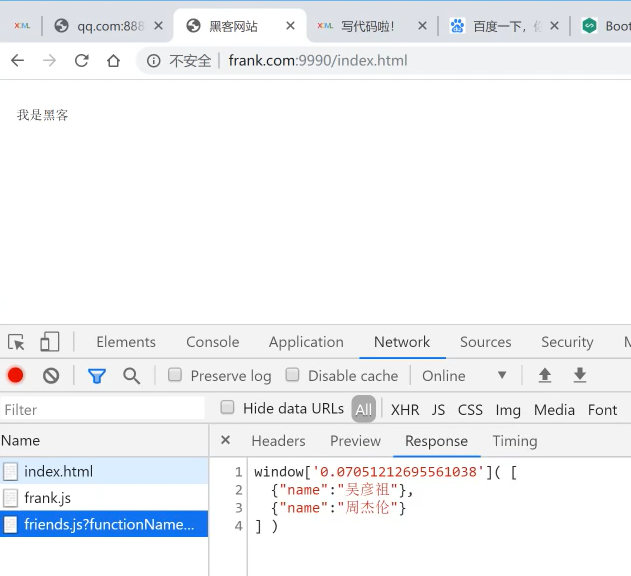 XML
qq.com:888
黑客网站
XML
写代码啦!
百度一下，
Boot
不安全 | frank.com:9990/index.html
我是黑客
Elements Console Application Network Sources Security
Preserve log Disable cache Online
Filter Hide data URLs All XHR JS CSS Img Media Font
Name Headers Preview Response Timing
index.html
frank.js
friends.js?functionName...
1 window['0.07051212695561038']( [
2 {"name":"吴彦祖"},
3 {"name":"周杰伦"}
4 ] )